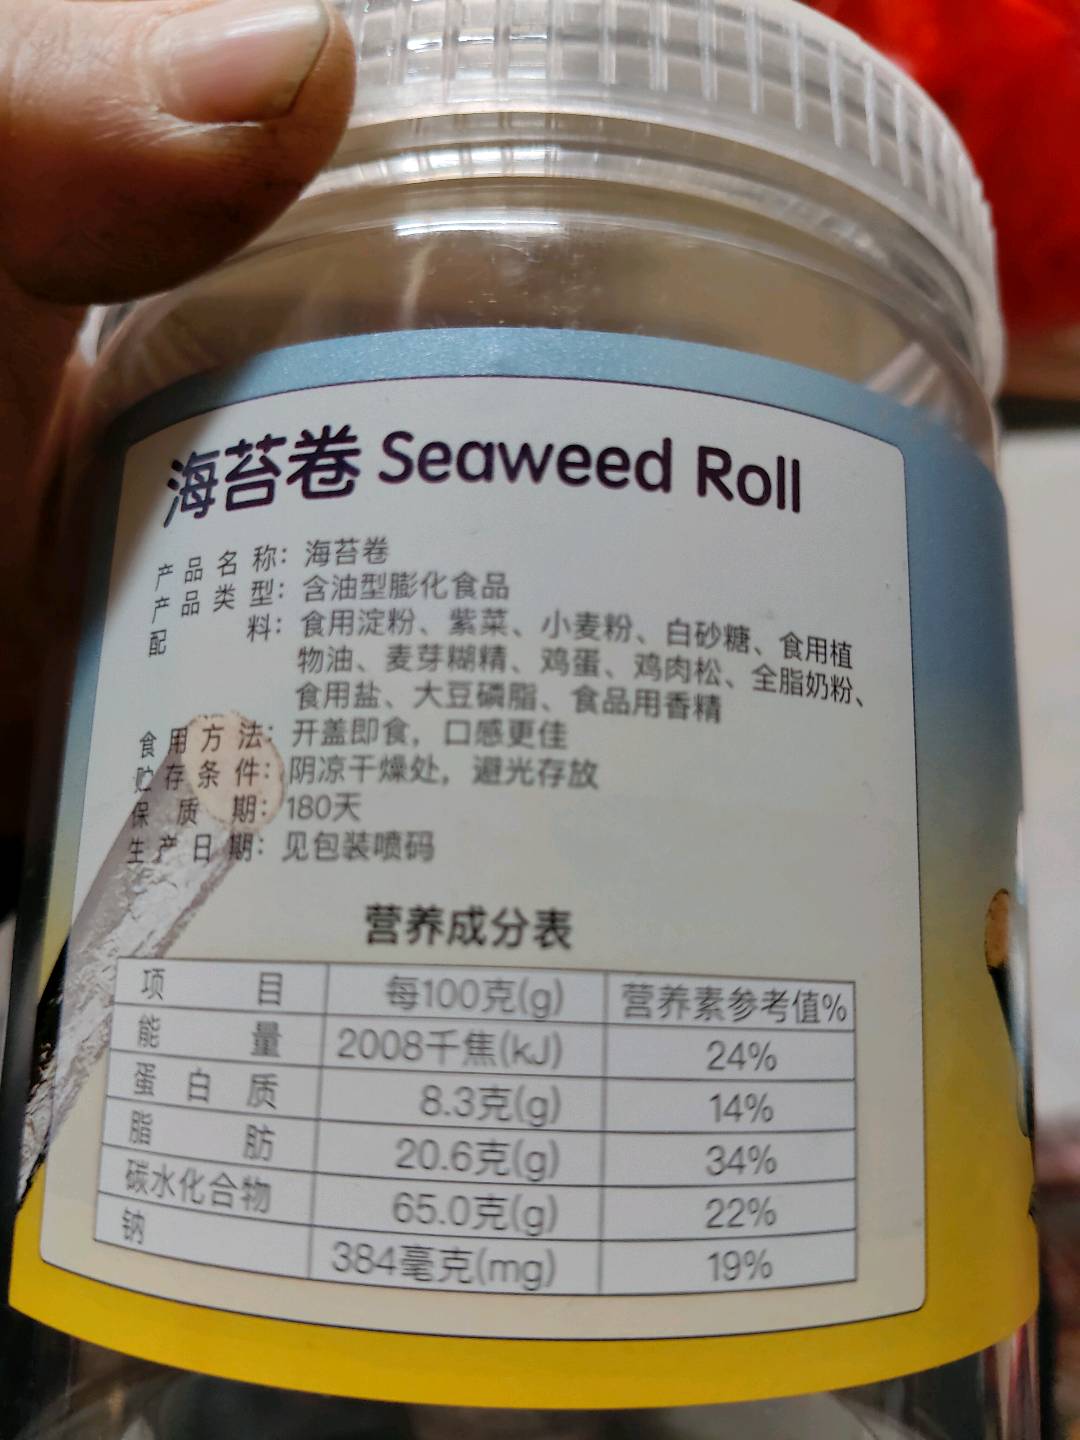 海苔卷 Seaweed Roll
产品名称：海苔卷
产品类型：含油型膨化食品
配料：食用淀粉、紫菜、小麦粉、白砂糖、食用植
物油、麦芽糊精、鸡蛋、鸡肉松、全脂奶粉、
食用盐、大豆磷脂、食品用香精
食用方法：开盖即食，口感更佳
贮存条件：阴凉干燥处，避光存放
保质期：180天
生产日期：见包装喷码
营养成分表
项目 每100克(g) 营养素参考值%
能量 2008千焦(kJ) 24%
蛋白质 8.3克(g) 14%
脂肪 20.6克(g) 34%
碳水化合物 65.0克(g) 22%
钠 384毫克(mg) 19%